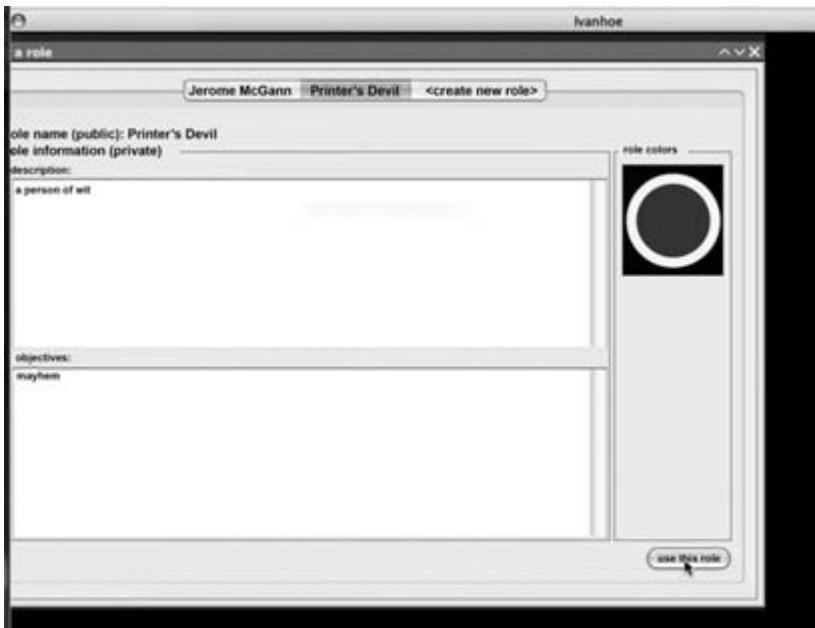 Ivanhoe
a role
Jerome McGann Printer's Devil <create new role>
ole name (public): Printer's Devil
ole information (private)
role colors
description:
a person of wit
objectives:
mayhem
use this role